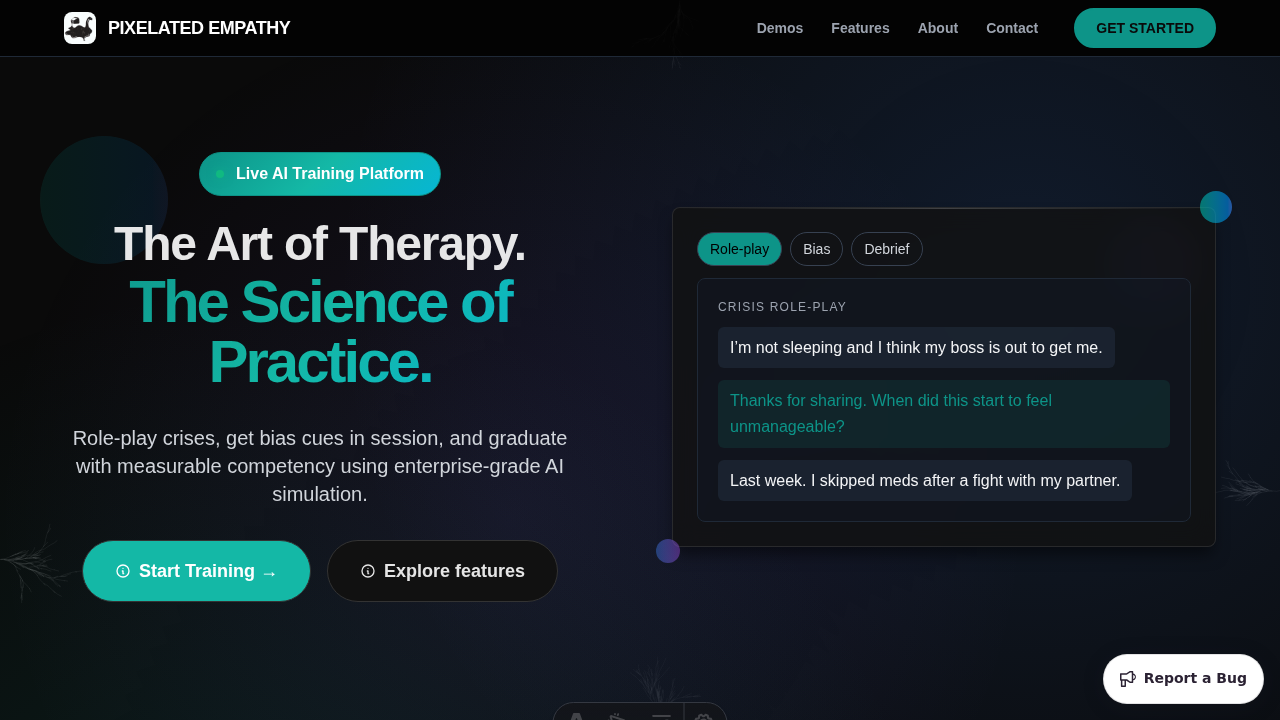 PIXELATED EMPATHY
Demos
Features
About
Contact
GET STARTED
Live AI Training Platform
The Art of Therapy.
The Science of
Practice.
Role-play crises, get bias cues in session, and graduate
with measurable competency using enterprise-grade AI
simulation.
Start Training →
Explore features
Role-play
Bias
Debrief
CRISIS ROLE-PLAY
I’m not sleeping and I think my boss is out to get me.
Thanks for sharing. When did this start to feel
unmanageable?
Last week. I skipped meds after a fight with my partner.
Report a Bug